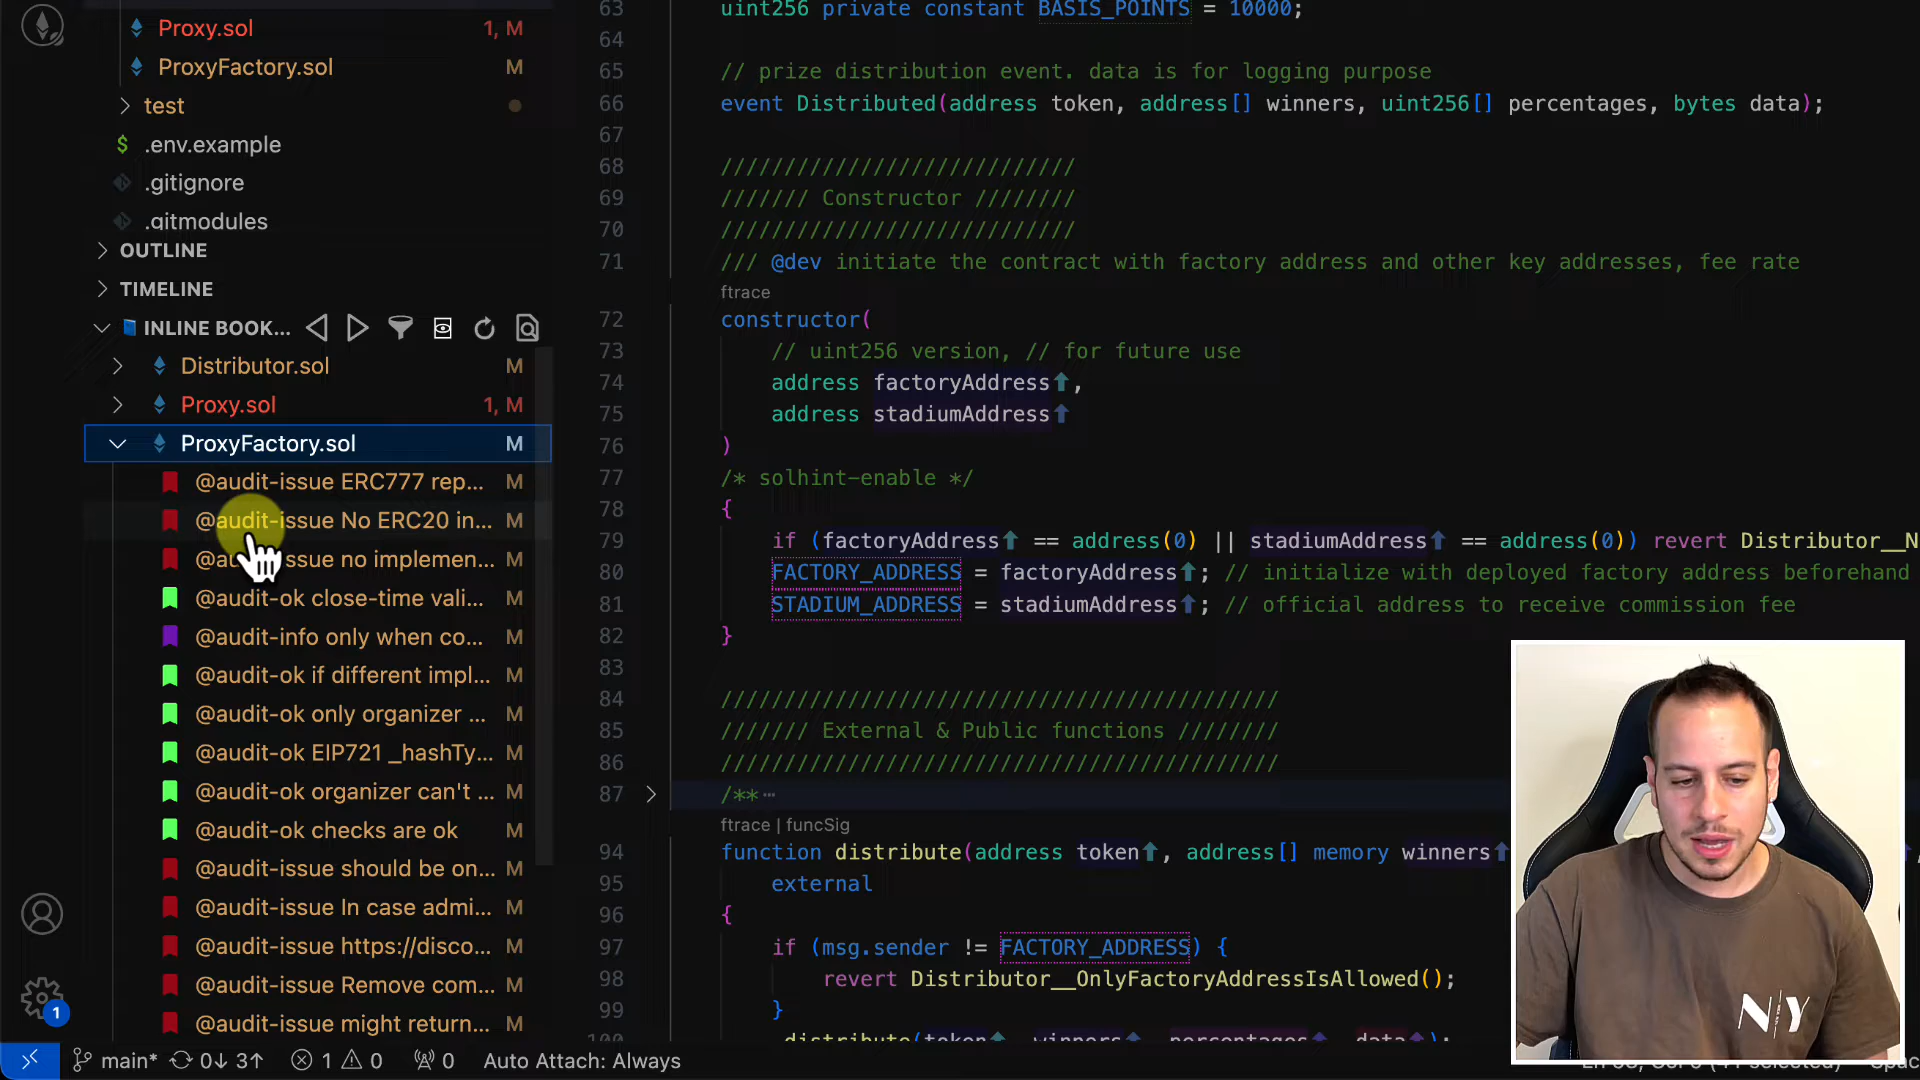 Proxy.sol 1, M
ProxyFactory.sol M
test
.env.example
.gitignore
.gitmodules
OUTLINE
TIMELINE
INLINE BOOK...
Distributor.sol M
Proxy.sol 1, M
ProxyFactory.sol M
@audit-issue ERC777 rep... M
@audit-issue No ERC20 in... M
@audit-issue no implemen... M
@audit-ok close-time vali... M
@audit-info only when co... M
@audit-ok if different impl... M
@audit-ok only organizer ... M
@audit-ok EIP721 _hashTy... M
@audit-ok organizer can't ... M
@audit-ok checks are ok M
@audit-issue should be on... M
@audit-issue In case admi... M
@audit-issue https://disco... M
@audit-issue Remove com... M
@audit-issue might return... M
63 uint256 private constant BASIS_POINTS = 10000;
64
65 // prize distribution event. data is for logging purpose
66 event Distributed(address token, address[] winners, uint256[] percentages, bytes data);
67
68 ////////////////////////////
69 /////// Constructor ////////
70 ////////////////////////////
71 /// @dev initiate the contract with factory address and other key addresses, fee rate
ftrace
72 constructor(
73 // uint256 version, // for future use
74 address factoryAddress↑,
75 address stadiumAddress↑
76 )
77 /* solhint-enable */
78 {
79 if (factoryAddress↑ == address(0) || stadiumAddress↑ == address(0)) revert Distributor__N
80 FACTORY_ADDRESS = factoryAddress↑; // initialize with deployed factory address beforehand
81 STADIUM_ADDRESS = stadiumAddress↑; // official address to receive commission fee
82 }
83
84 ////////////////////////////////////////////
85 /////// External & Public functions ////////
86 ////////////////////////////////////////////
87 /** ⋯
ftrace | funcSig
94 function distribute(address token↑, address[] memory winners↑
95 external
96 {
97 if (msg.sender != FACTORY_ADDRESS) {
98 revert Distributor__OnlyFactoryAddressIsAllowed();
99 }
100 _distribute(token↑, winners↑, percentages↑, data↑);
N/Y
1
main* 0↓ 3↑ 1 0 0 Auto Attach: Always